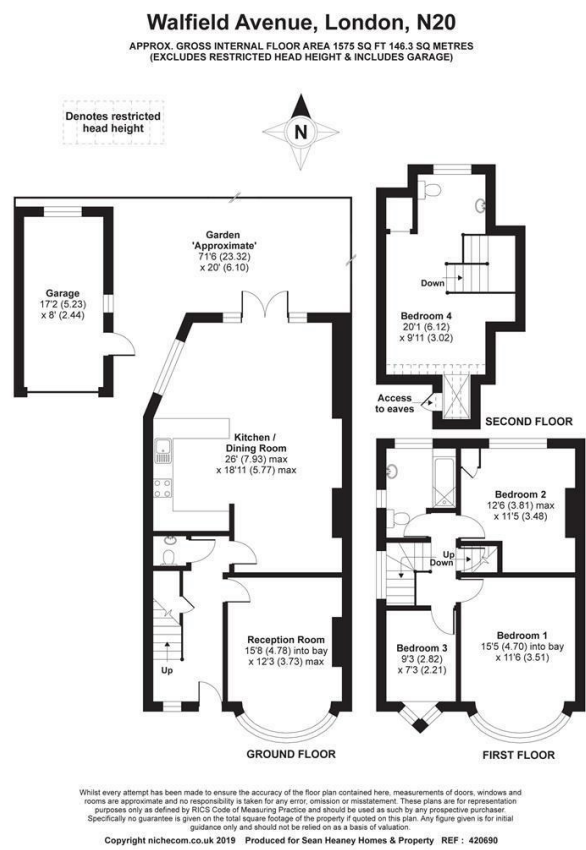 Walfield Avenue, London, N20
APPROX. GROSS INTERNAL FLOOR AREA 1575 SQ FT 146.3 SQ METRES
(EXCLUDES RESTRICTED HEAD HEIGHT & INCLUDES GARAGE)
Denotes restricted
head height
N
Garden
'Approximate'
71'6 (23.32)
x 20' (6.10)
Garage
17'2 (5.23)
x 8' (2.44)
Down
Bedroom 4
20'1 (6.12)
x 9'11 (3.02)
Access
to eaves
SECOND FLOOR
Kitchen /
Dining Room
26' (7.93) max
x 18'11 (5.77) max
Bedroom 2
12'6 (3.81) max
x 11'5 (3.48)
Up
Down
Reception Room
15'8 (4.78) into bay
x 12'3 (3.73) max
Up
Bedroom 3
9'3 (2.82)
x 7'3 (2.21)
Bedroom 1
15'5 (4.70) into bay
x 11'6 (3.51)
GROUND FLOOR
FIRST FLOOR
Whilst every attempt has been made to ensure the accuracy of the floor plan contained here, measurements of doors, windows and
rooms are approximate and no responsibility is taken for any error, omission or misstatement. These plans are for representation
purposes only as defined by RICS Code of Measuring Practice and should be used as such by any prospective purchaser.
Specifically no guarantee is given on the total square footage of the property if quoted on this plan. Any figure given is for initial
guidance only and should not be relied on as a basis of valuation.
Copyright nichecom.co.uk 2019 Produced for Sean Heaney Homes & Property REF : 420690